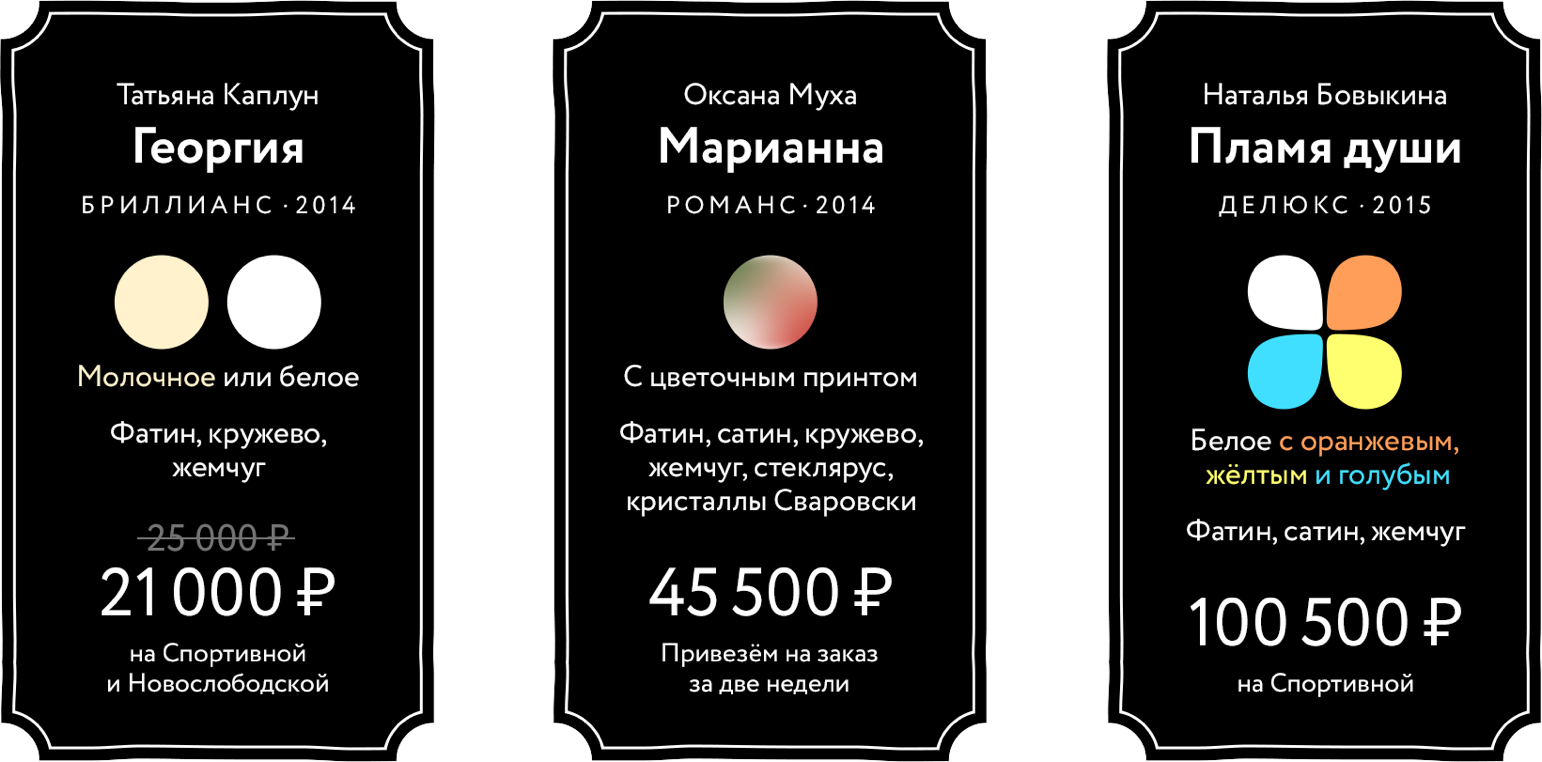 Татьяна Каплун
Георгия
БРИЛЛИАНС · 2014
Молочное или белое
Фатин, кружево,
жемчуг
25 000 ₽
21 000 ₽
на Спортивной
и Новослободской
Оксана Муха
Марианна
РОМАНС · 2014
С цветочным принтом
Фатин, сатин, кружево,
жемчуг, стеклярус,
кристаллы Сваровски
45 500 ₽
Привезём на заказ
за две недели
Наталья Бовыкина
Пламя души
ДЕЛЮКС · 2015
Белое с оранжевым,
жёлтым и голубым
Фатин, сатин, жемчуг
100 500 ₽
на Спортивной